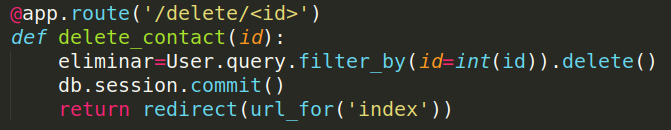 @app.route('/delete/<id>')
def delete_contact(id):
    eliminar=User.query.filter_by(id=int(id)).delete()
    db.session.commit()
    return redirect(url_for('index'))